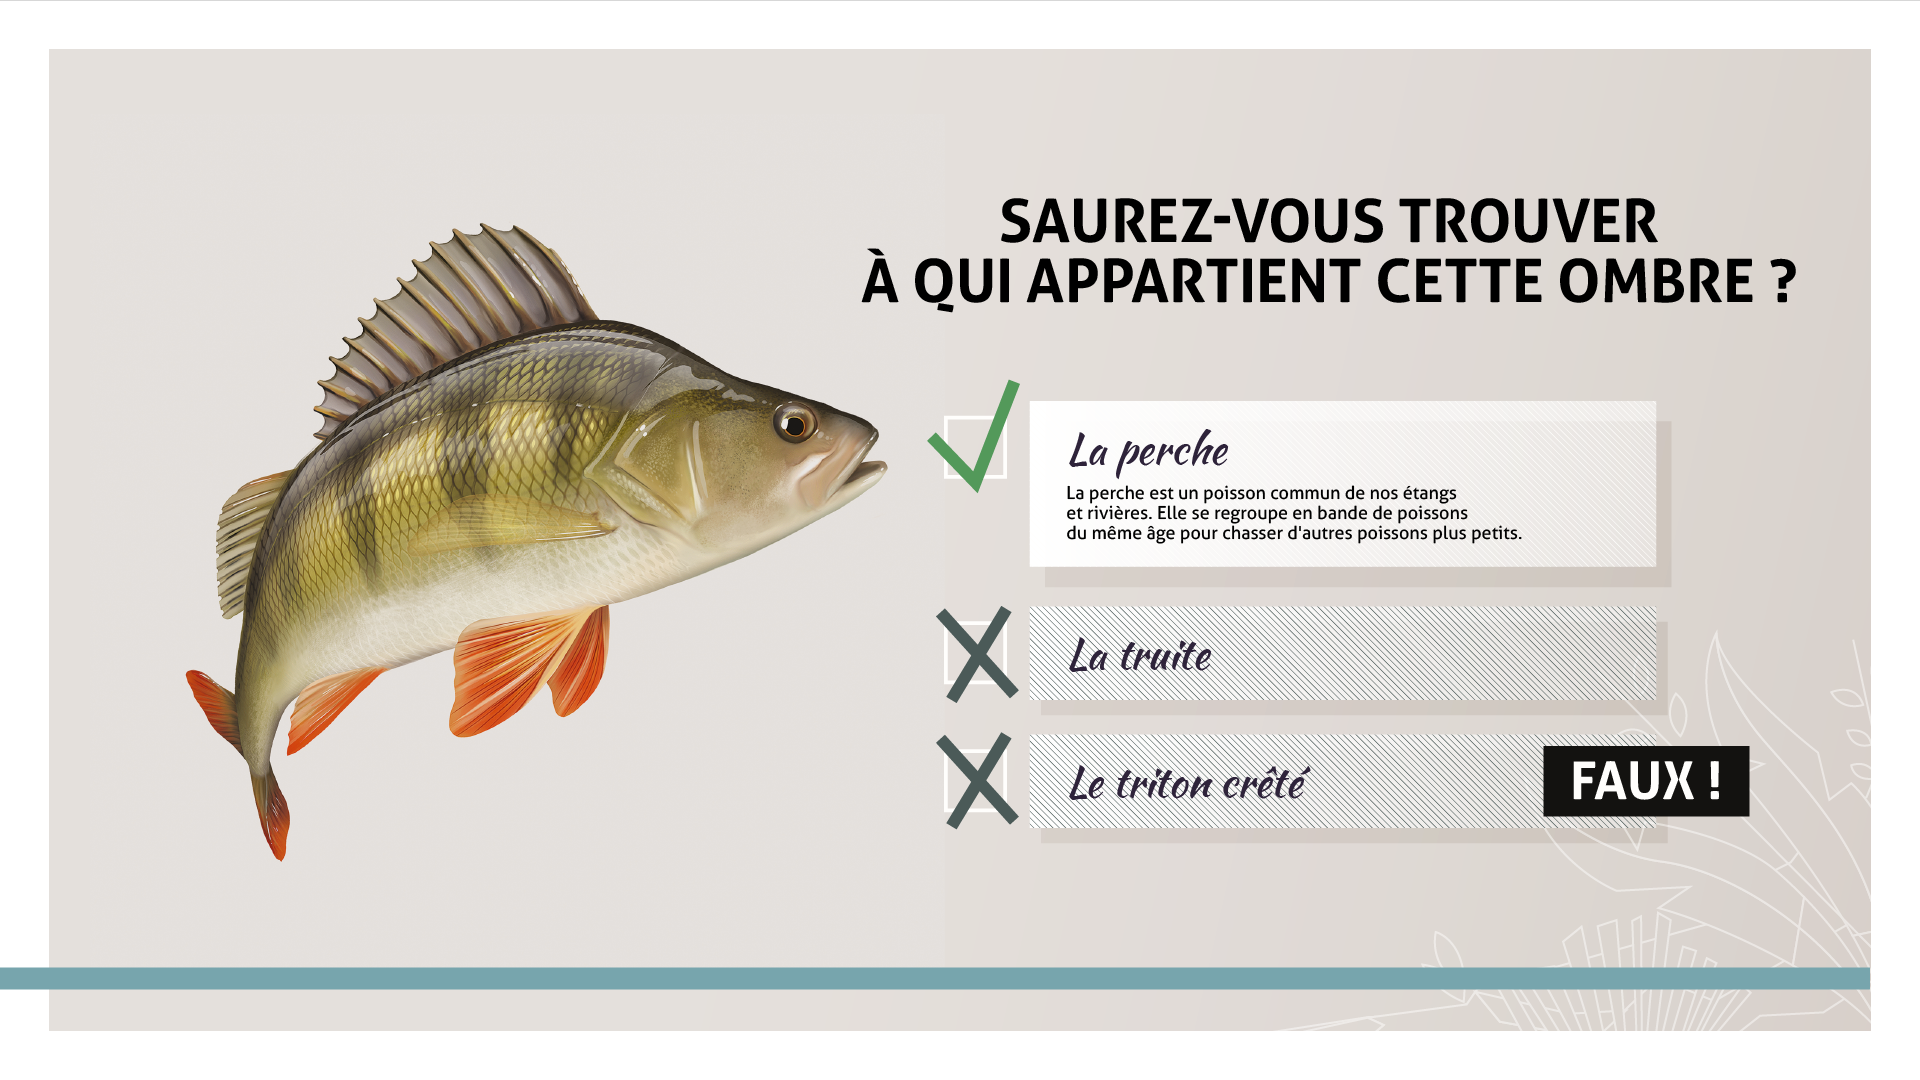 SAUREZ-VOUS TROUVER
À QUI APPARTIENT CETTE OMBRE ?
La perche
La perche est un poisson commun de nos étangs
et rivières. Elle se regroupe en bande de poissons
du même âge pour chasser d'autres poissons plus petits.
La truite
Le triton crêté
FAUX !